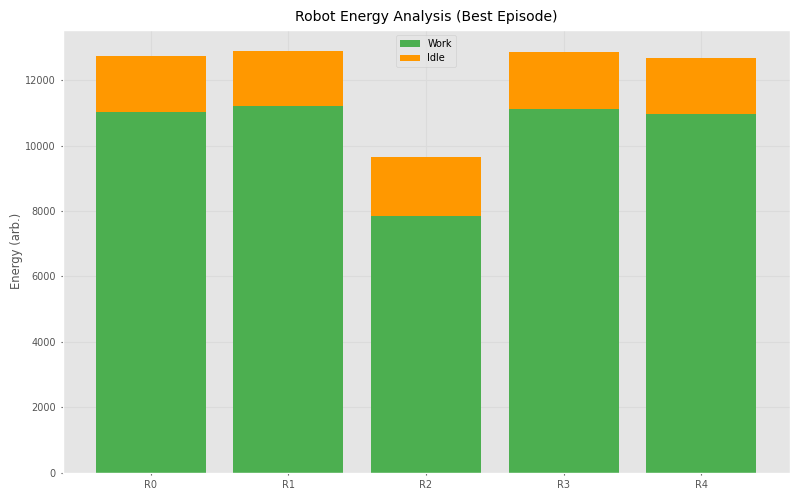 Robot Energy Analysis (Best Episode)
Work
Idle
Energy (arb.)
12000
10000
8000
6000
4000
2000
0
R0 R1 R2 R3 R4